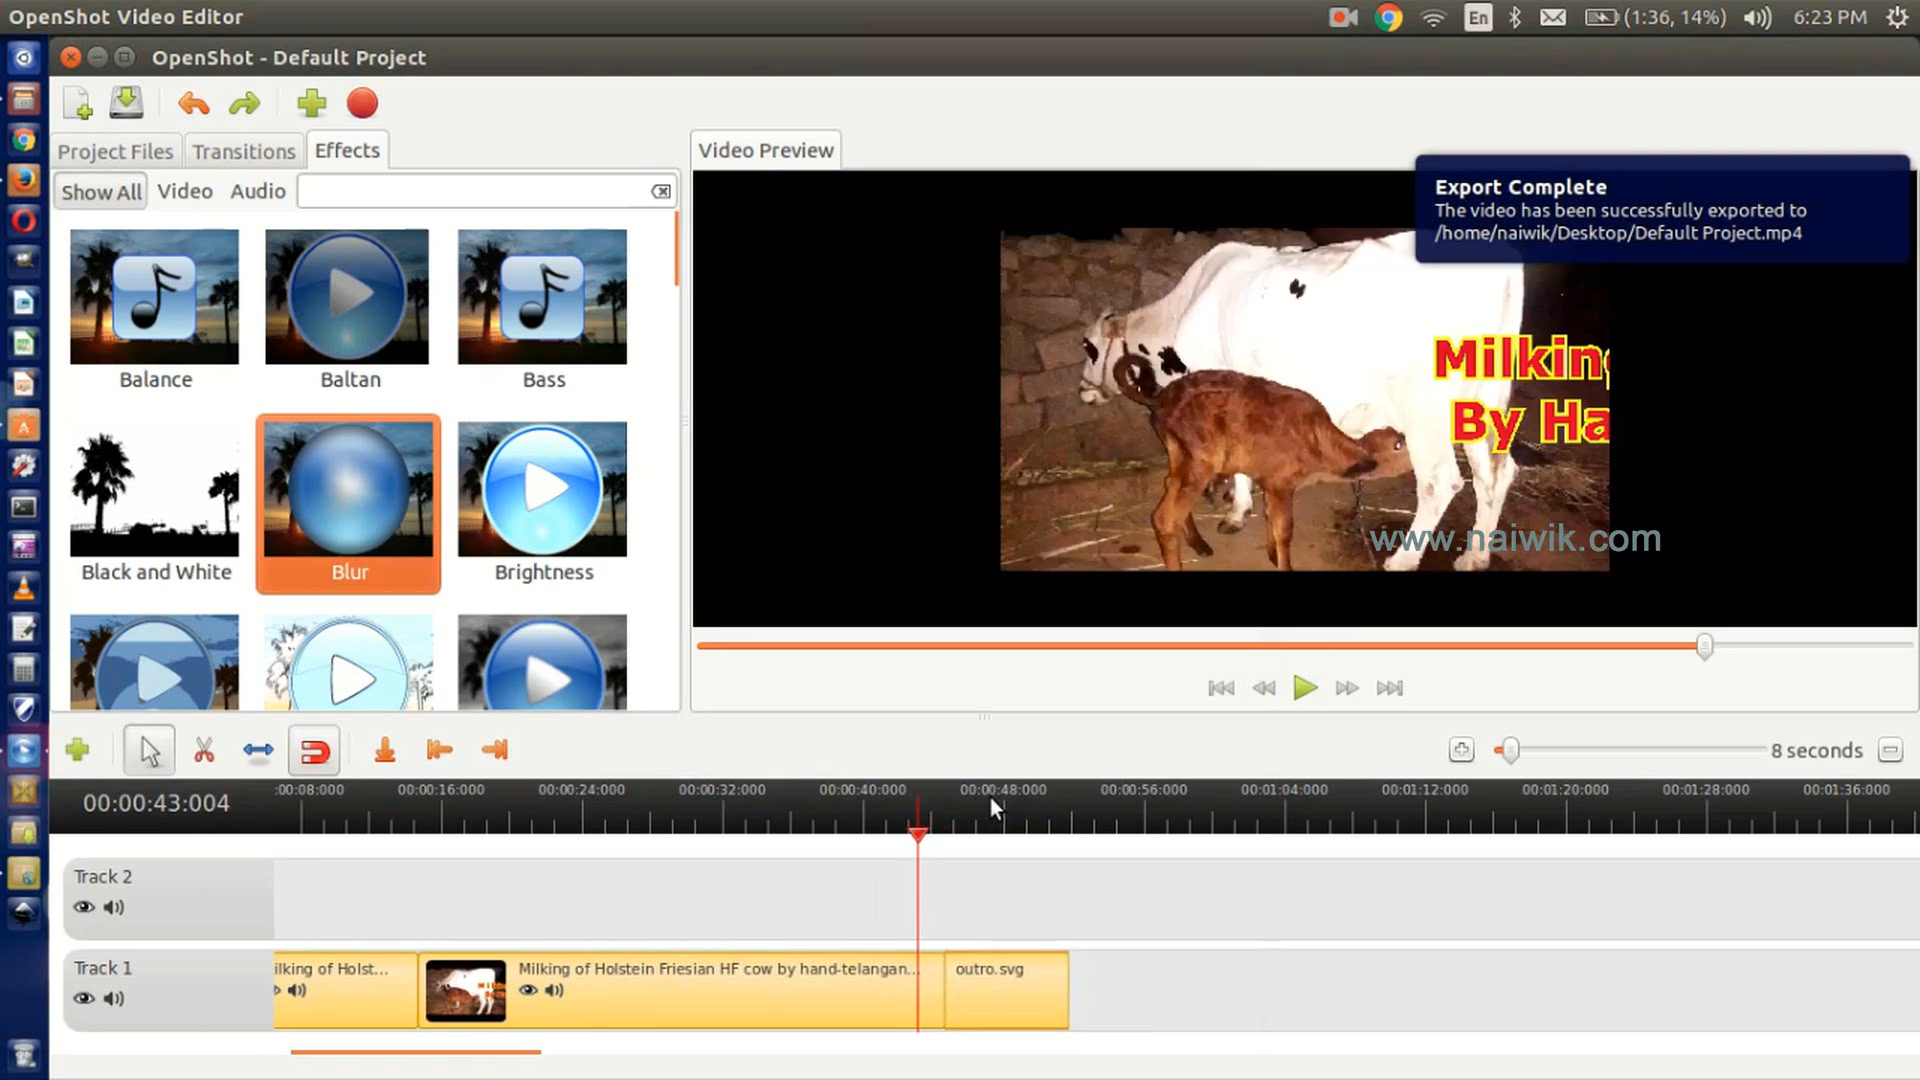 OpenShot Video Editor
En
(1:36, 14%)
6:23 PM
OpenShot - Default Project
Project Files
Transitions
Effects
Video Preview
Show All
Video
Audio
Export Complete
The video has been successfully exported to
/home/naiwik/Desktop/Default Project.mp4
Balance
Baltan
Bass
Milking
By Ha
www.naiwik.com
Black and White
Blur
Brightness
8 seconds
00:00:43:004
:00:08:000
00:00:16:000
00:00:24:000
00:00:32:000
00:00:40:000
00:00:48:000
00:00:56:000
00:01:04:000
00:01:12:000
00:01:20:000
00:01:28:000
00:01:36:000
Track 2
Track 1
ilking of Holst...
Milking of Holstein Friesian HF cow by hand-telangan...
outro.svg